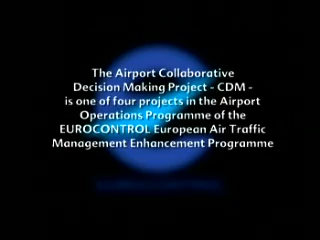 The Airport Collaborative
Decision Making Project - CDM -
is one of four projects in the Airport
Operations Programme of the
EUROCONTROL European Air Traffic
Management Enhancement Programme